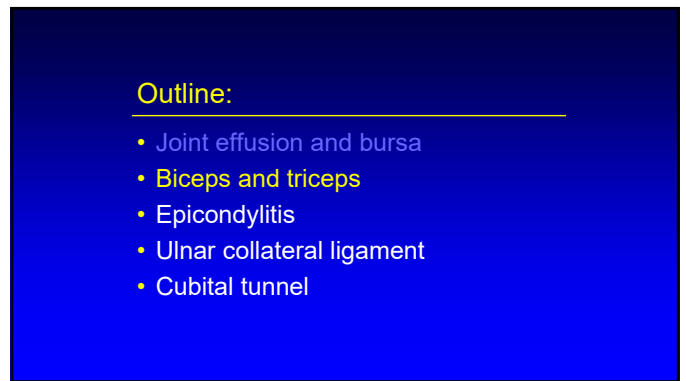 Outline:
• Joint effusion and bursa
• Biceps and triceps
• Epicondylitis
• Ulnar collateral ligament
• Cubital tunnel